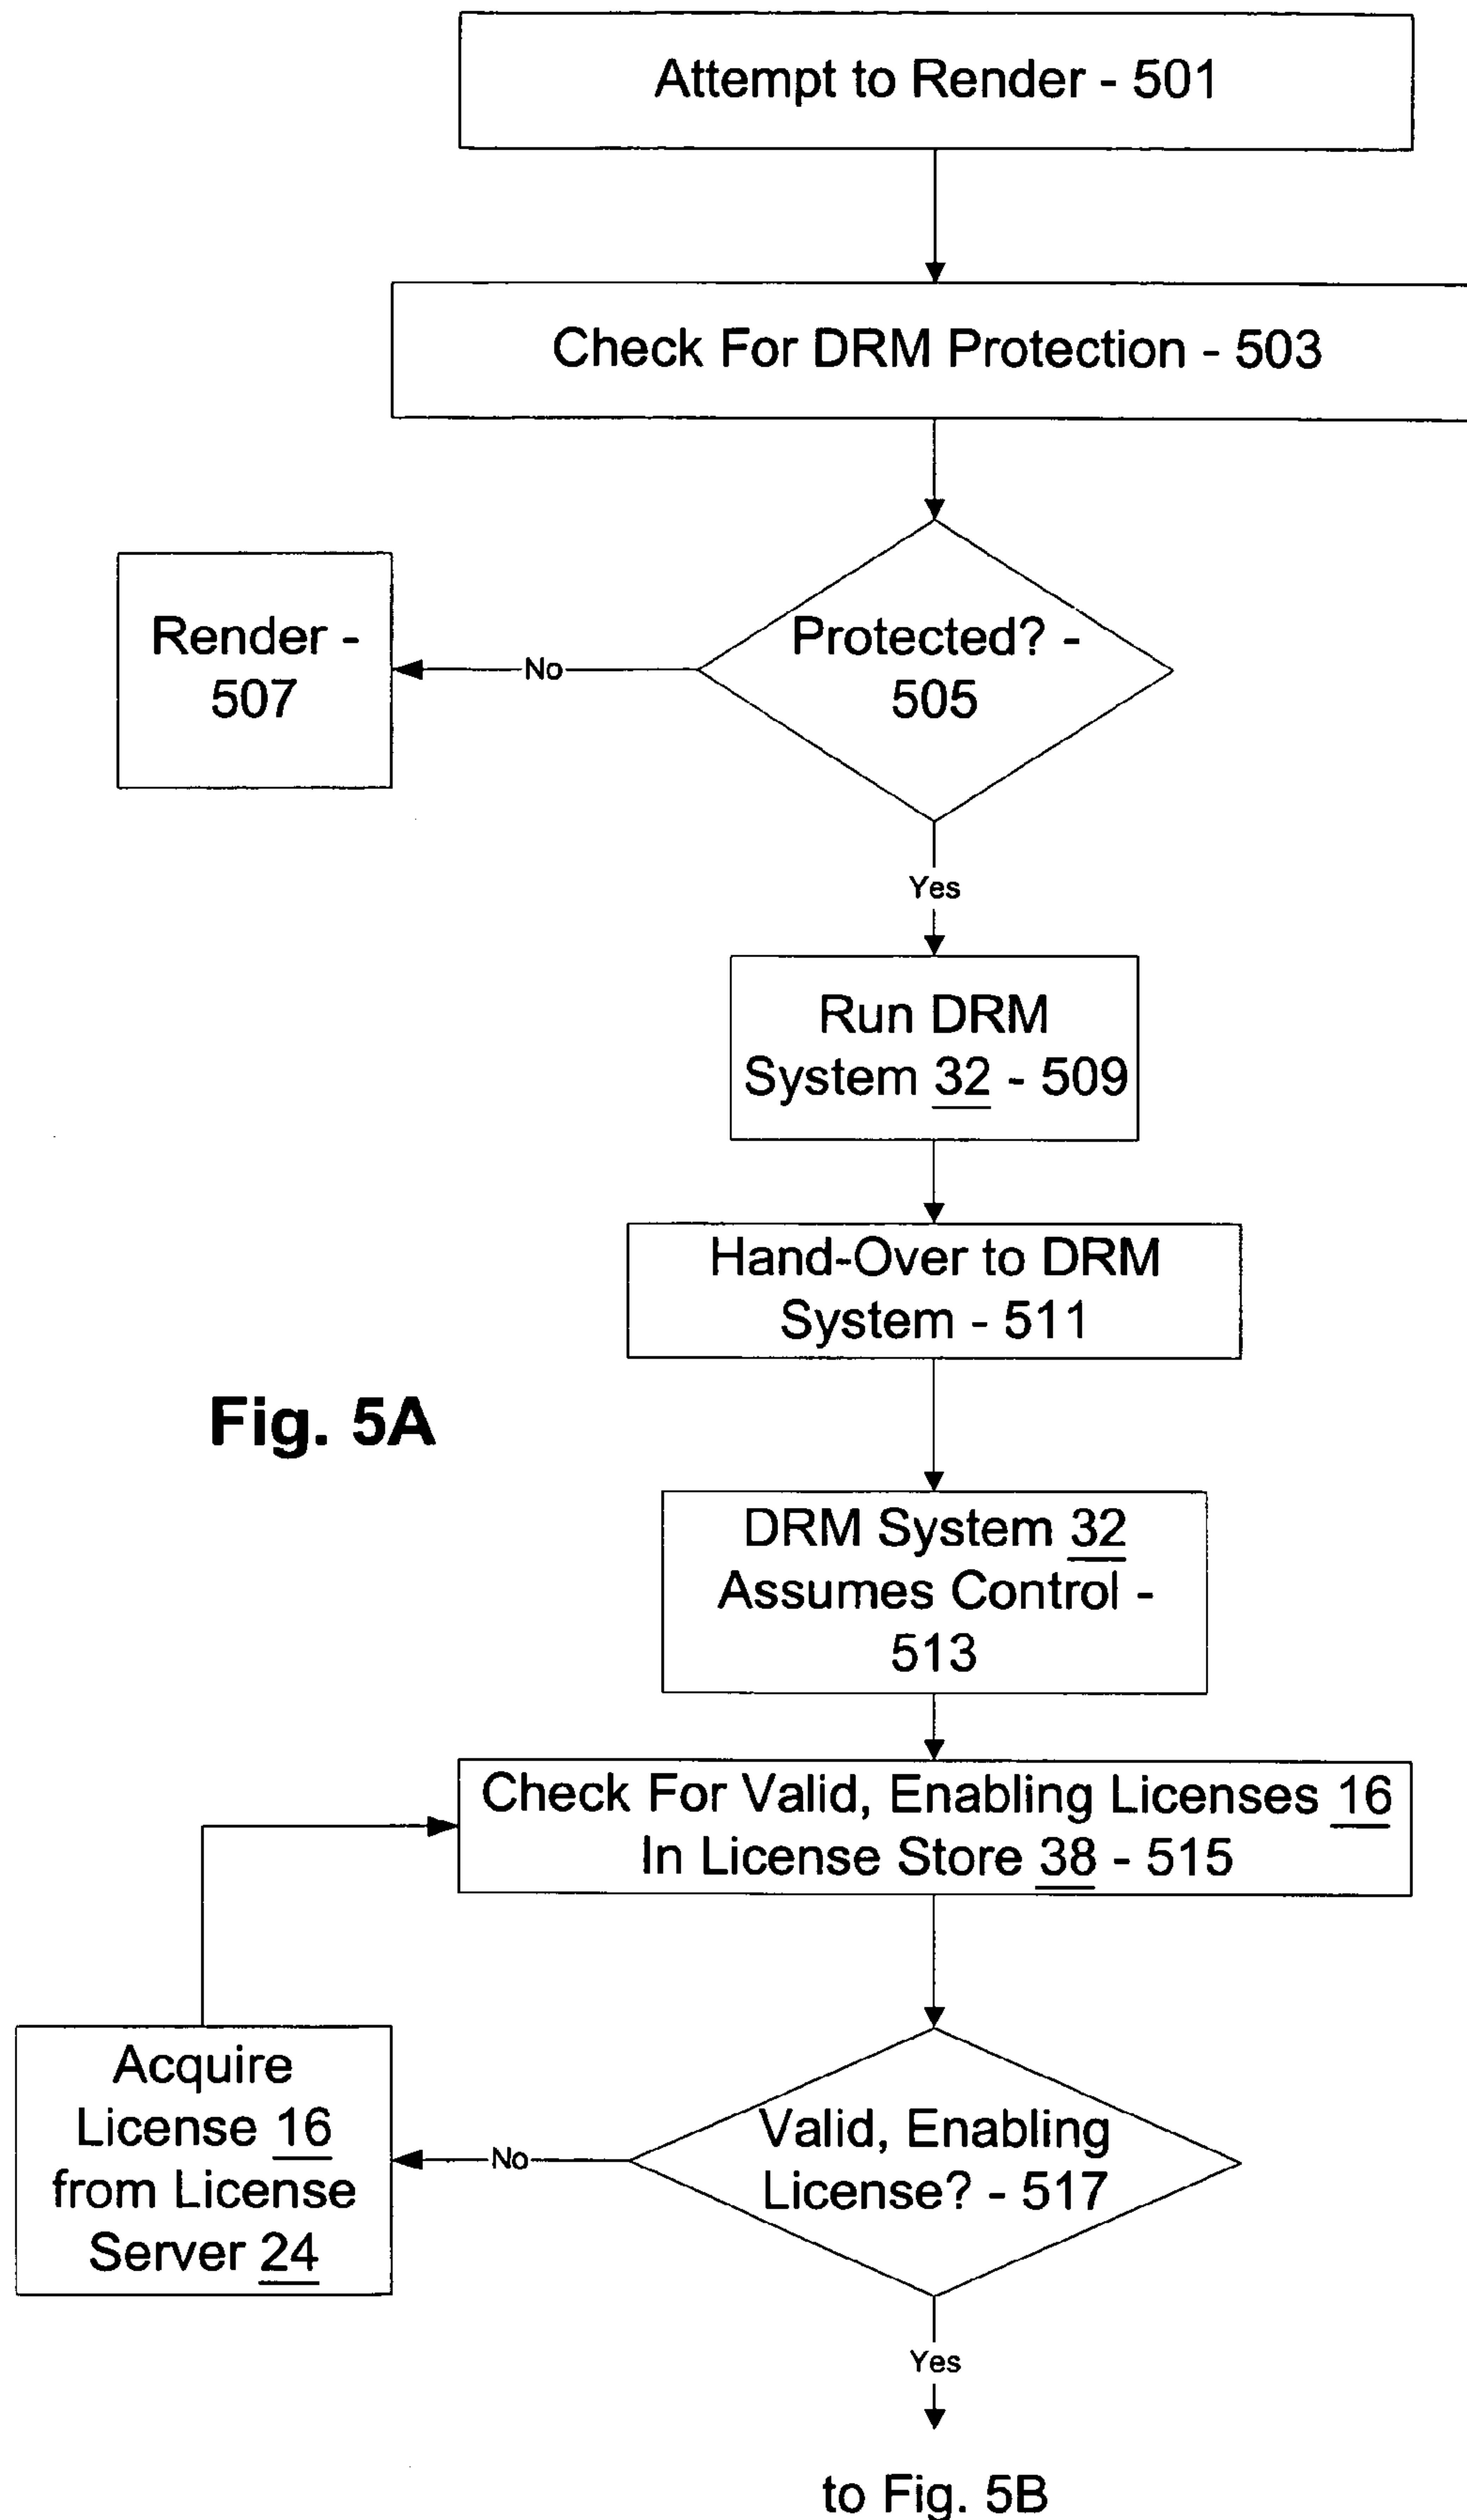 Attempt to Render - 501
Check For DRM Protection - 503
Protected? -
505
No
Render -
507
Yes
Run DRM
System 32 - 509
Hand-Over to DRM
System - 511
Fig. 5A
DRM System 32
Assumes Control -
513
Check For Valid, Enabling Licenses 16
In License Store 38 - 515
Valid, Enabling
License? - 517
No
Acquire
License 16
from License
Server 24
Yes
to Fig. 5B